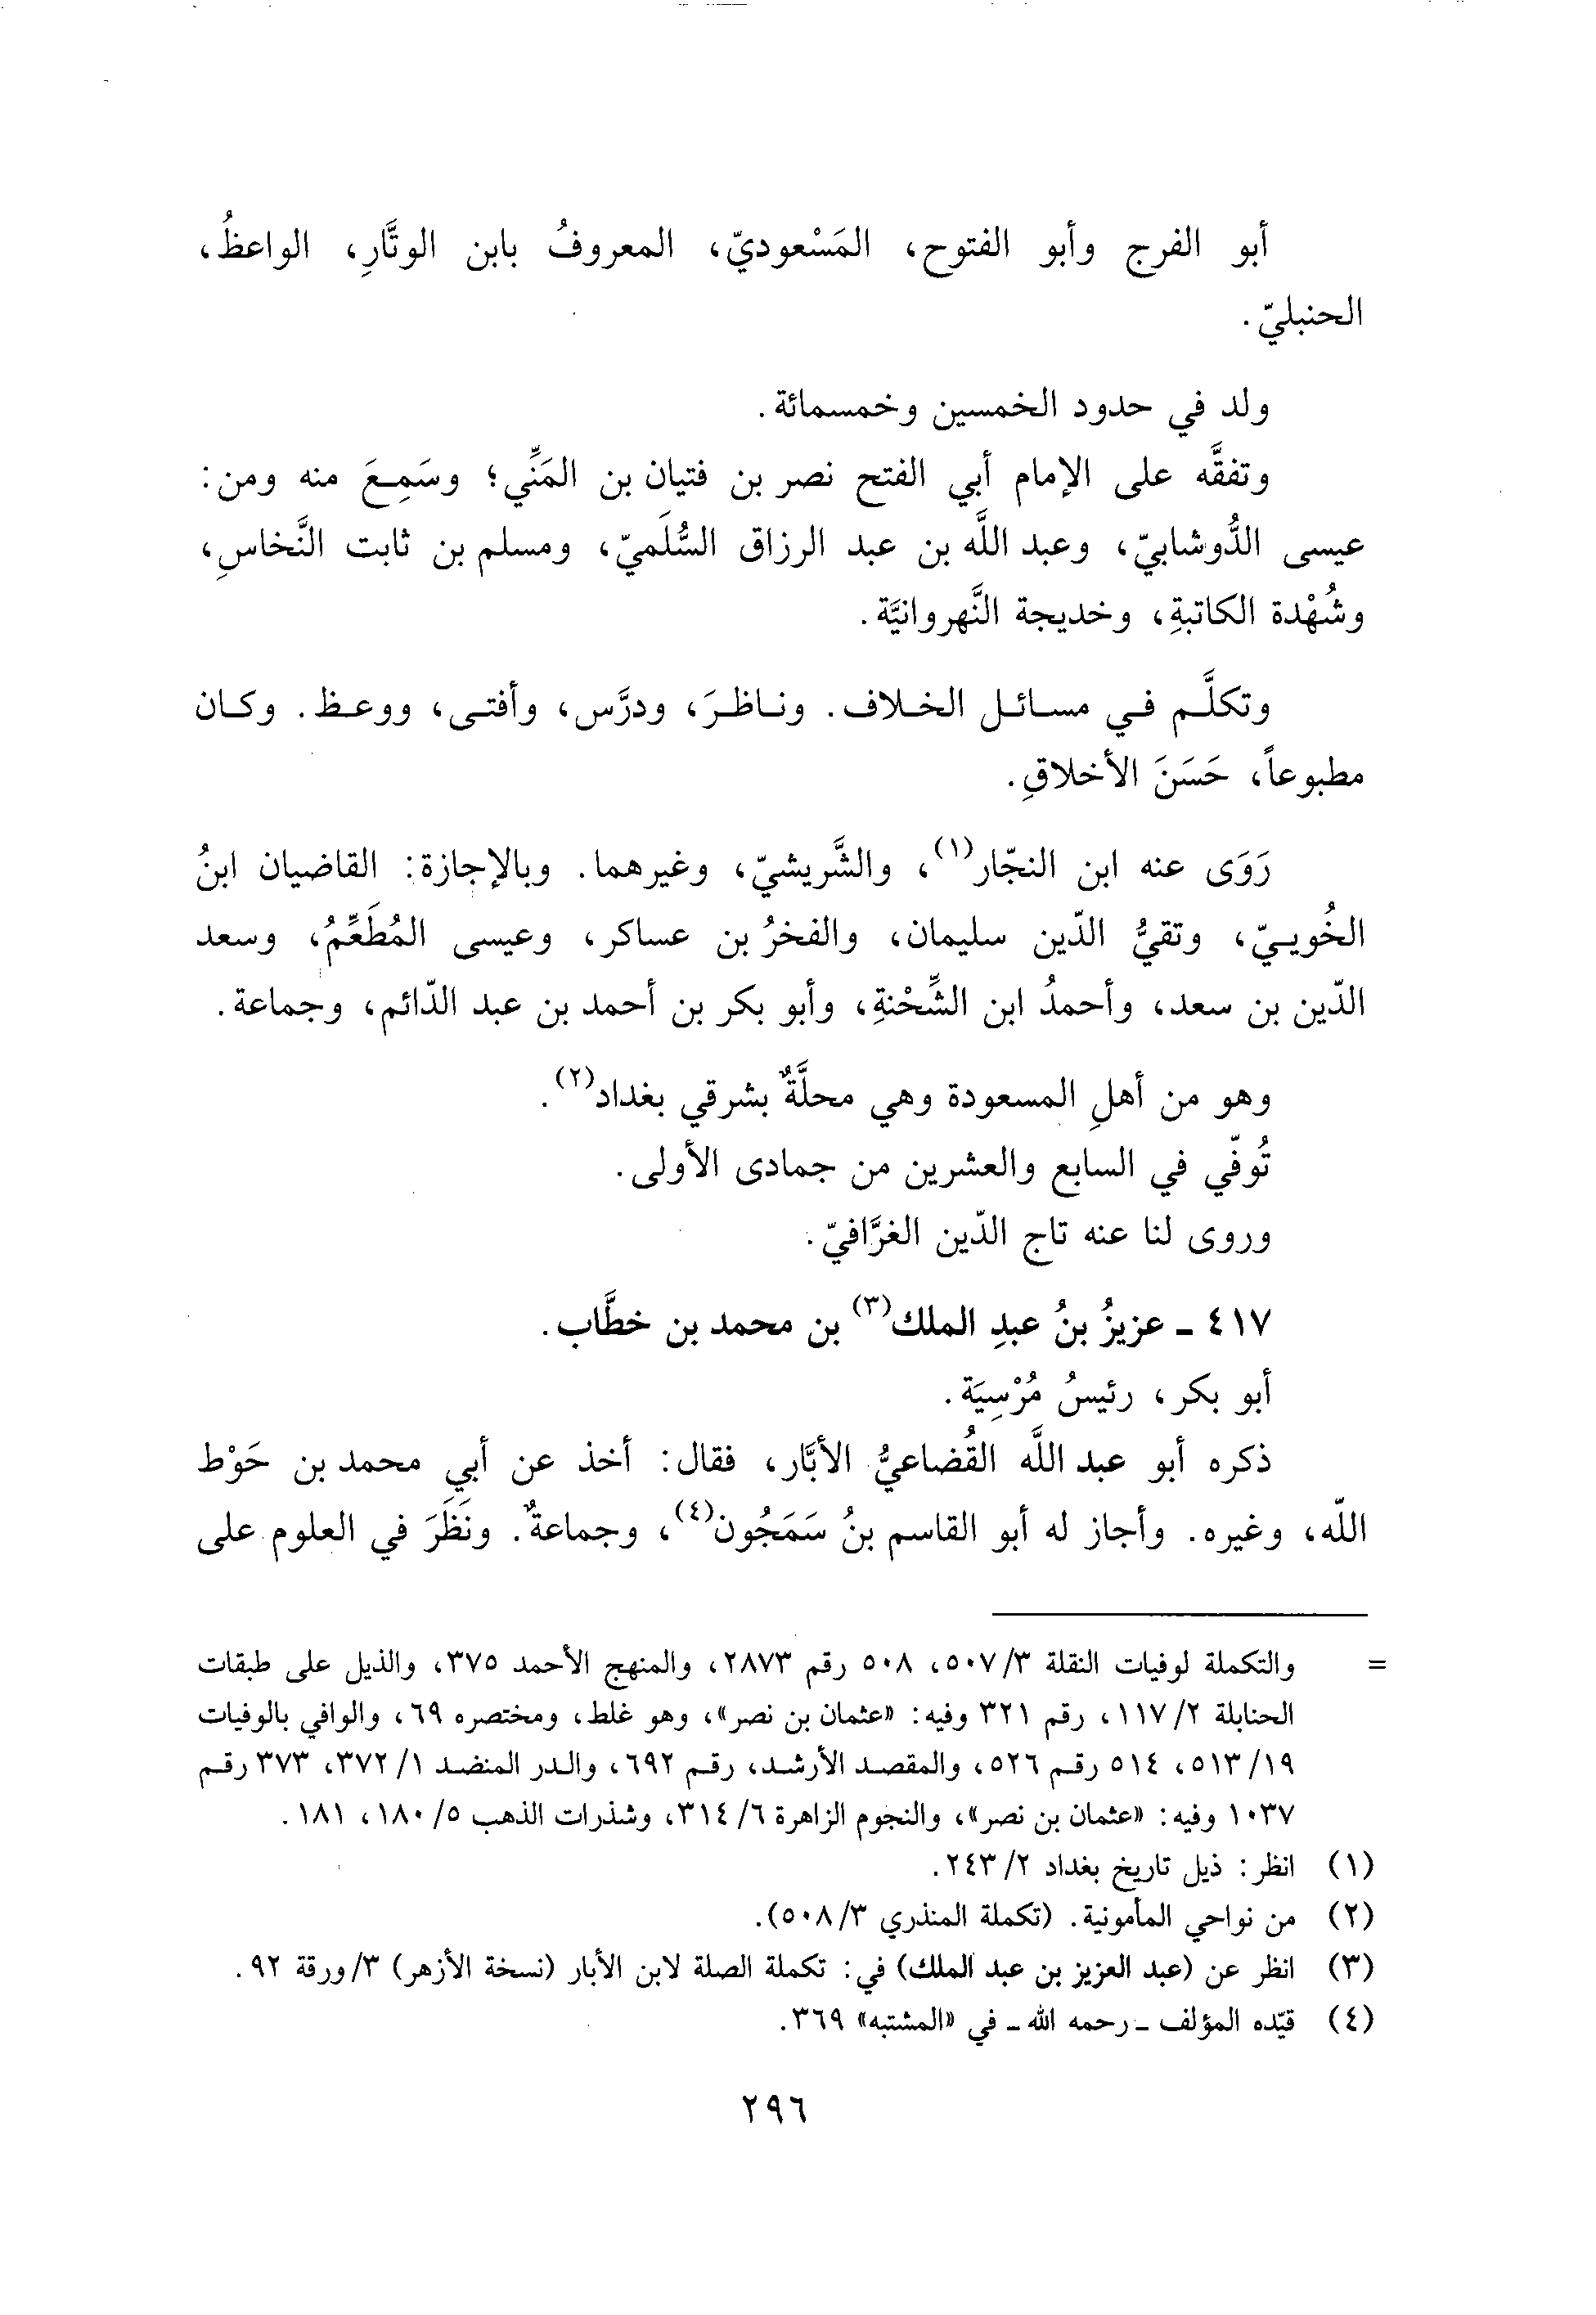 أبو الفرج وأبو الفتوح، المَسْعوديّ، المعروفُ بابن الوتَّارِ، الواعظُ،
الحنبليّ.
ولد في حدود الخمسين وخمسمائة.
وتفقَّه على الإمام أبي الفتح نصر بن فتيان بن المَنِّي؛ وسَمِعَ منه ومن:
عيسى الدُّوشابيّ، وعبد اللَّه بن عبد الرزاق السُّلَميّ، ومسلم بن ثابت النَّخاسِ،
وشُهْدة الكاتبةِ، وخديجة النَّهروانيَّة.
وتكلَّم في مسائل الخلاف. وناظرَ، ودرَّس، وأفتى، ووعظ. وكان
مطبوعاً، حَسَنَ الأخلاقِ.
رَوَى عنه ابن النجّار(١)، والشَّريشيّ، وغيرهما. وبالإجازة: القاضيان ابنُ
الخُوييّ، وتقيُّ الدّين سليمان، والفخرُ بن عساكر، وعيسى المُطَعِّمُ، وسعد
الدّين بن سعد، وأحمدُ ابن الشِّحْنةِ، وأبو بكر بن أحمد بن عبد الدّائم، وجماعة.
وهو من أهلِ المسعودة وهي محلَّةٌ بشرقي بغداد(٢).
تُوفّي في السابع والعشرين من جمادى الأولى.
وروى لنا عنه تاج الدّين الغرَّافيّ.
٤١٧ ـ عزيزُ بنُ عبدِ الملك(٣) بن محمد بن خطَّاب.
أبو بكر، رئيسُ مُرْسِيَة.
ذكره أبو عبد اللَّه القُضاعيُّ الأبَّار، فقال: أخذ عن أبي محمد بن حَوْط
اللّه، وغيره. وأجاز له أبو القاسم بنُ سَمَجُون(٤)، وجماعةٌ. ونَظَرَ في العلوم على
= والتكملة لوفيات النقلة ٣/ ٥٠٧، ٥٠٨ رقم ٢٨٧٣، والمنهج الأحمد ٣٧٥، والذيل على طبقات
الحنابلة ٢/ ١١٧، رقم ٣٢١ وفيه: «عثمان بن نصر»، وهو غلط، ومختصره ٦٩، والوافي بالوفيات
١٩/ ٥١٣، ٥١٤ رقم ٥٢٦، والمقصد الأرشد، رقم ٦٩٢، والدر المنضد ١/ ٣٧٢، ٣٧٣ رقم
١٠٣٧ وفيه: «عثمان بن نصر»، والنجوم الزاهرة ٦/ ٣١٤، وشذرات الذهب ٥/ ١٨٠، ١٨١.
(١) انظر: ذيل تاريخ بغداد ٢/ ٢٤٣.
(٢) من نواحي المأمونية. (تكملة المنذري ٣/ ٥٠٨).
(٣) انظر عن (عبد العزيز بن عبد الملك) في: تكملة الصلة لابن الأبار (نسخة الأزهر) ٣/ورقة ٩٢.
(٤) قيّده المؤلف ـ رحمه الله ـ في «المشتبه» ٣٦٩.
٢٩٦